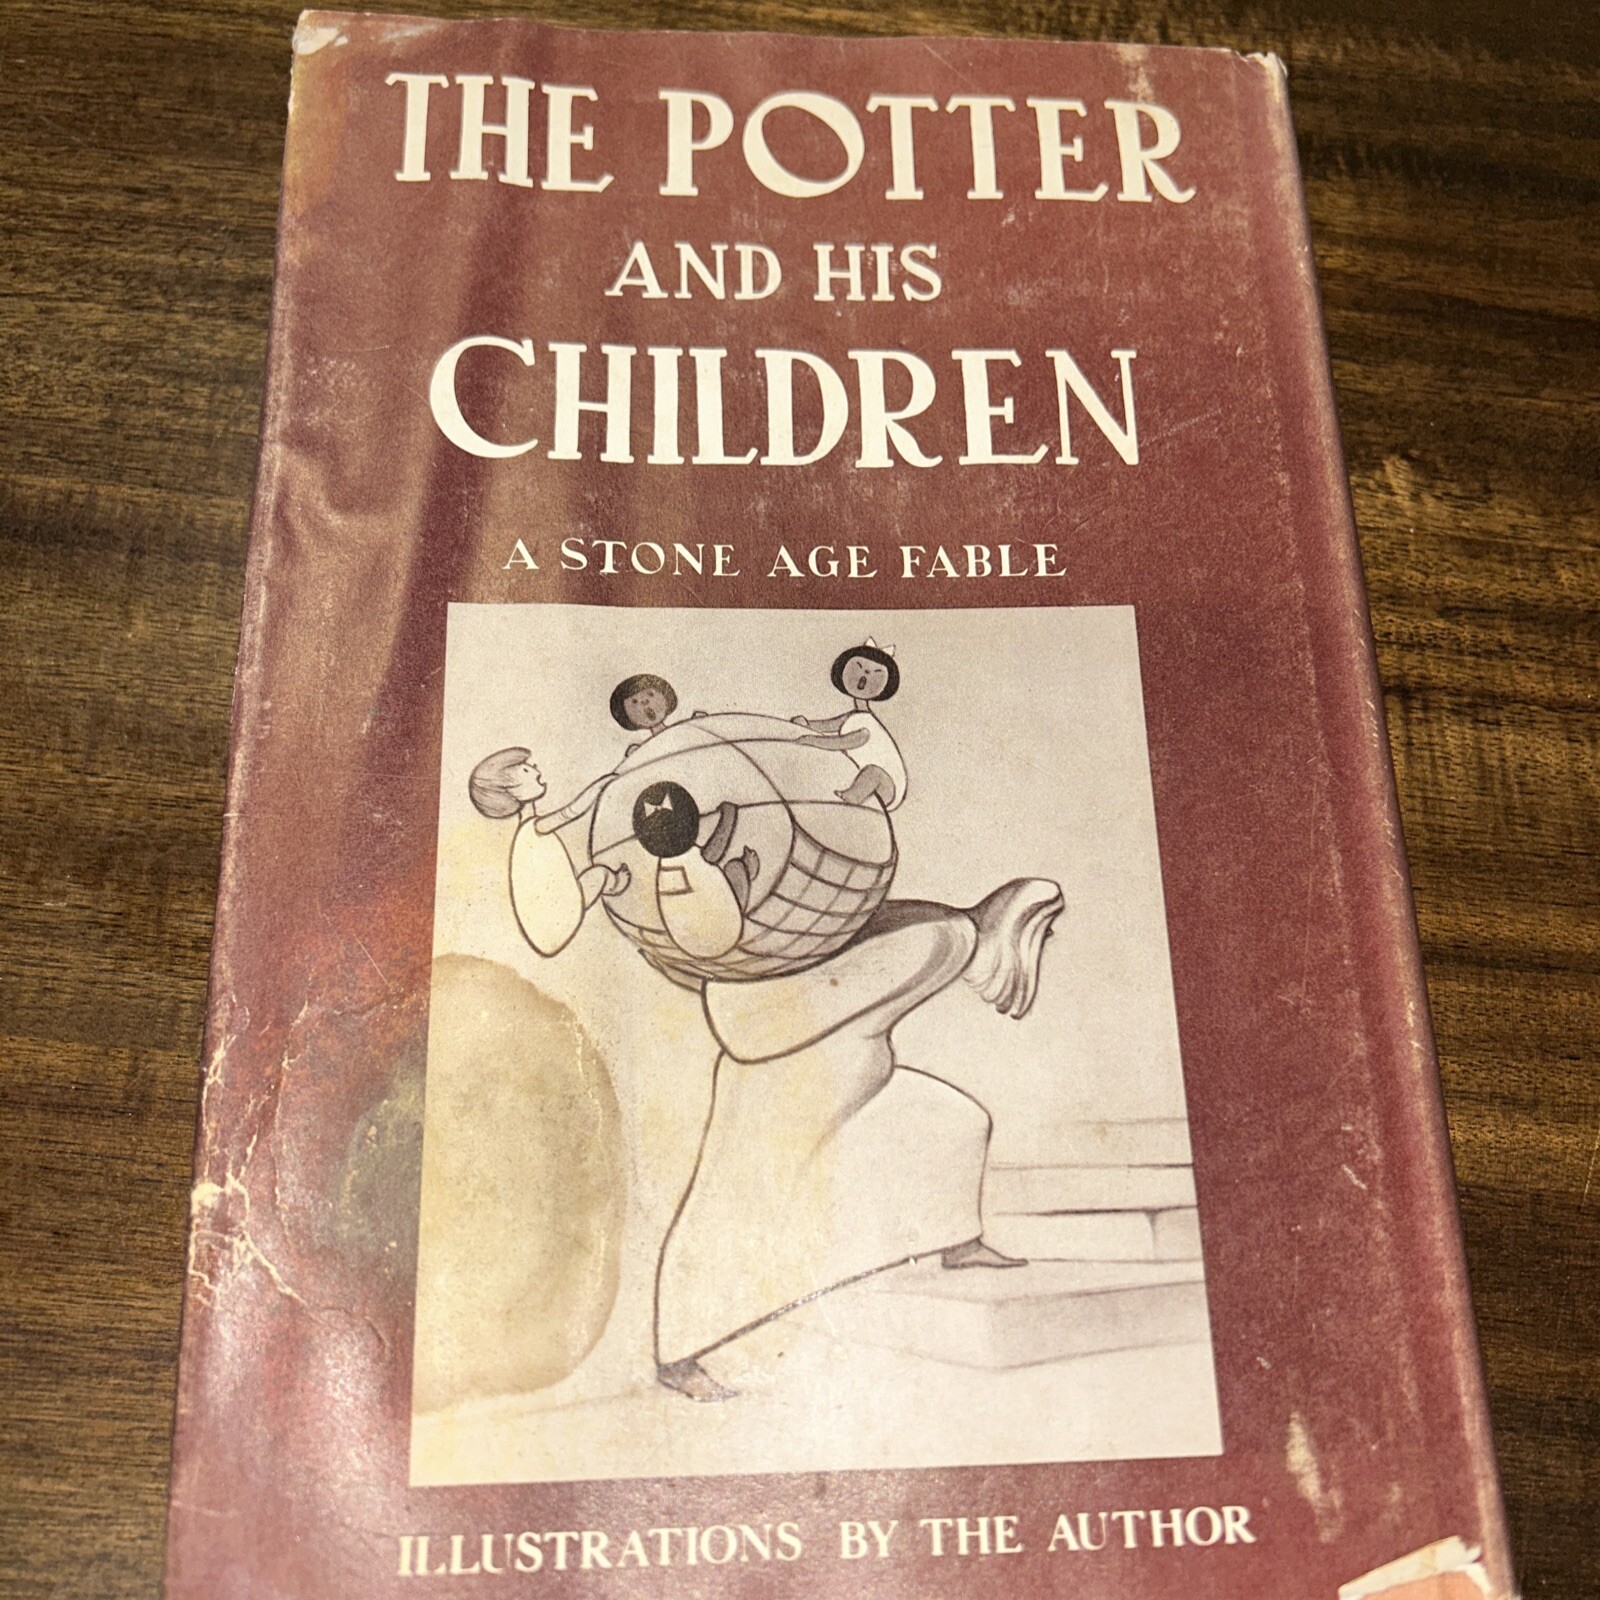 THE POTTER
AND HIS
CHILDREN
A STONE AGE FABLE
ILLUSTRATIONS BY THE AUTHOR